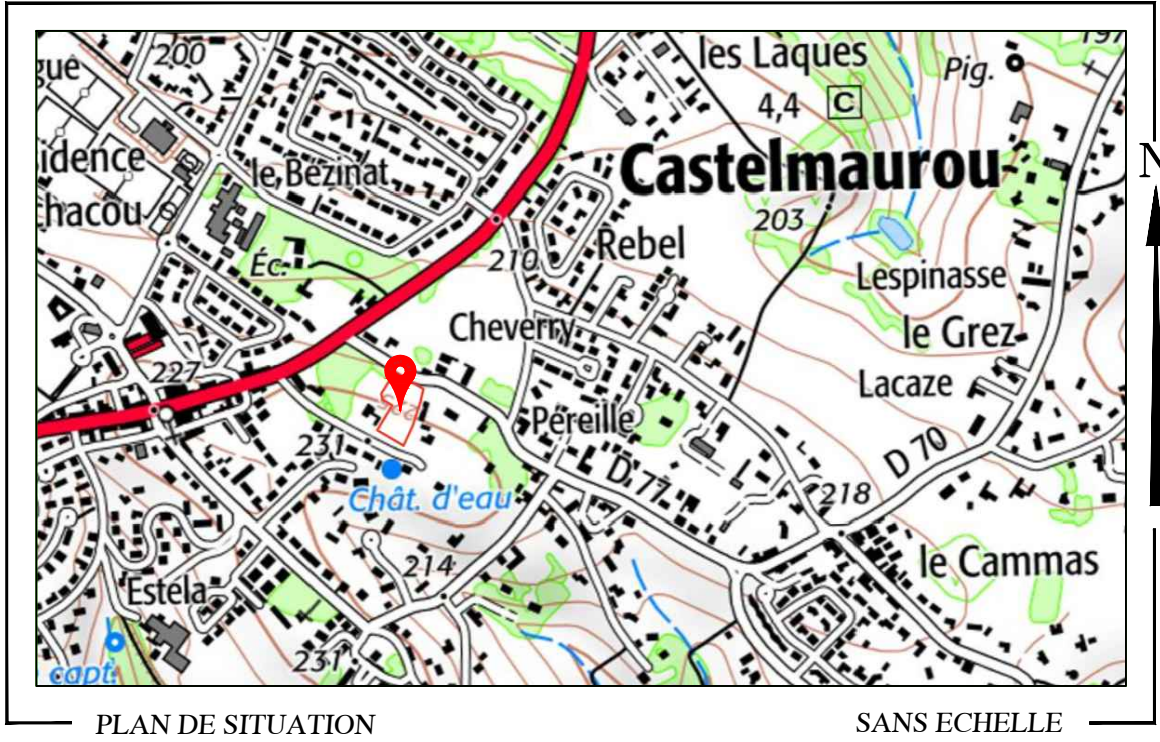 200
les Laques
Pig.
197
4,4
C
idence
le Bézinat
Castelmaurou
N
hacou
203
Éc.
210
Rebel
Lespinasse
Cheverry
le Grez
227
Lacaze
Péreille
231
D 70
Chât. d'eau
D 77
218
214
le Cammas
Estela
231
capt.
PLAN DE SITUATION
SANS ECHELLE